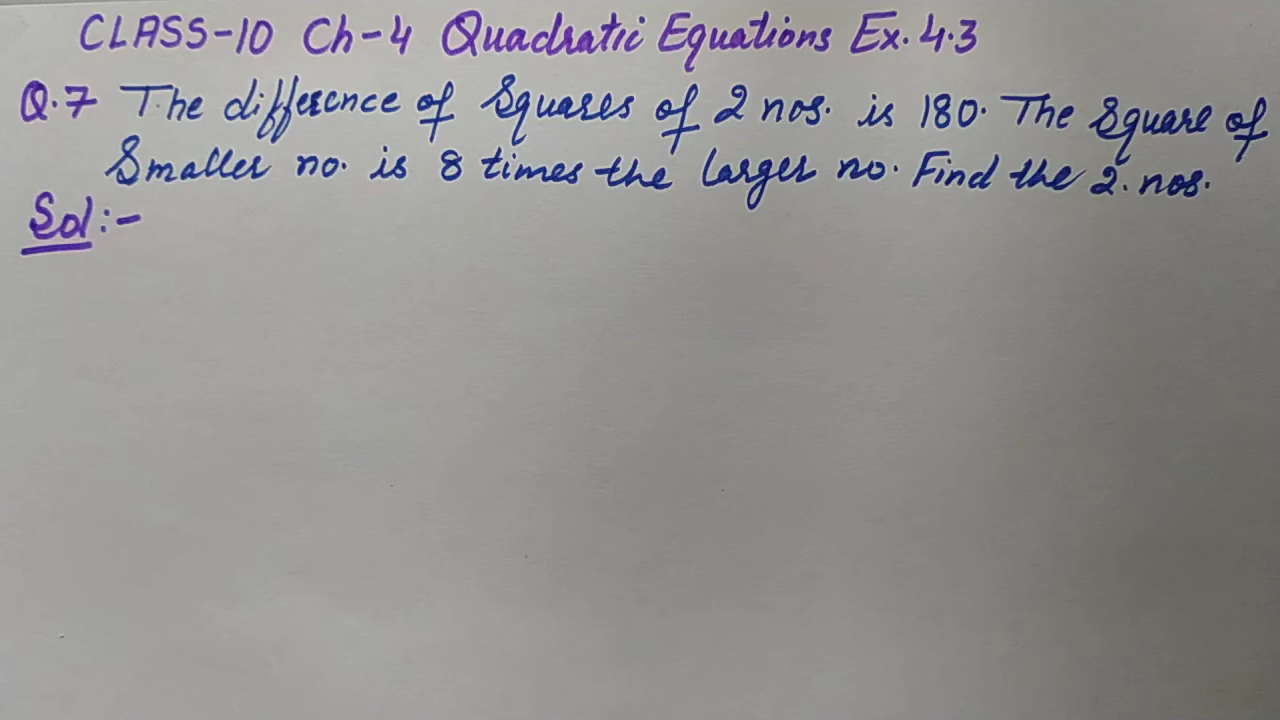 CLASS-10 Ch-4 Quadratic Equations Ex.4.3
Q.7 The difference of Squares of 2 nos. is 180. The Square of
Smaller no. is 8 times the larger no. Find the 2. nos.
Sol:-